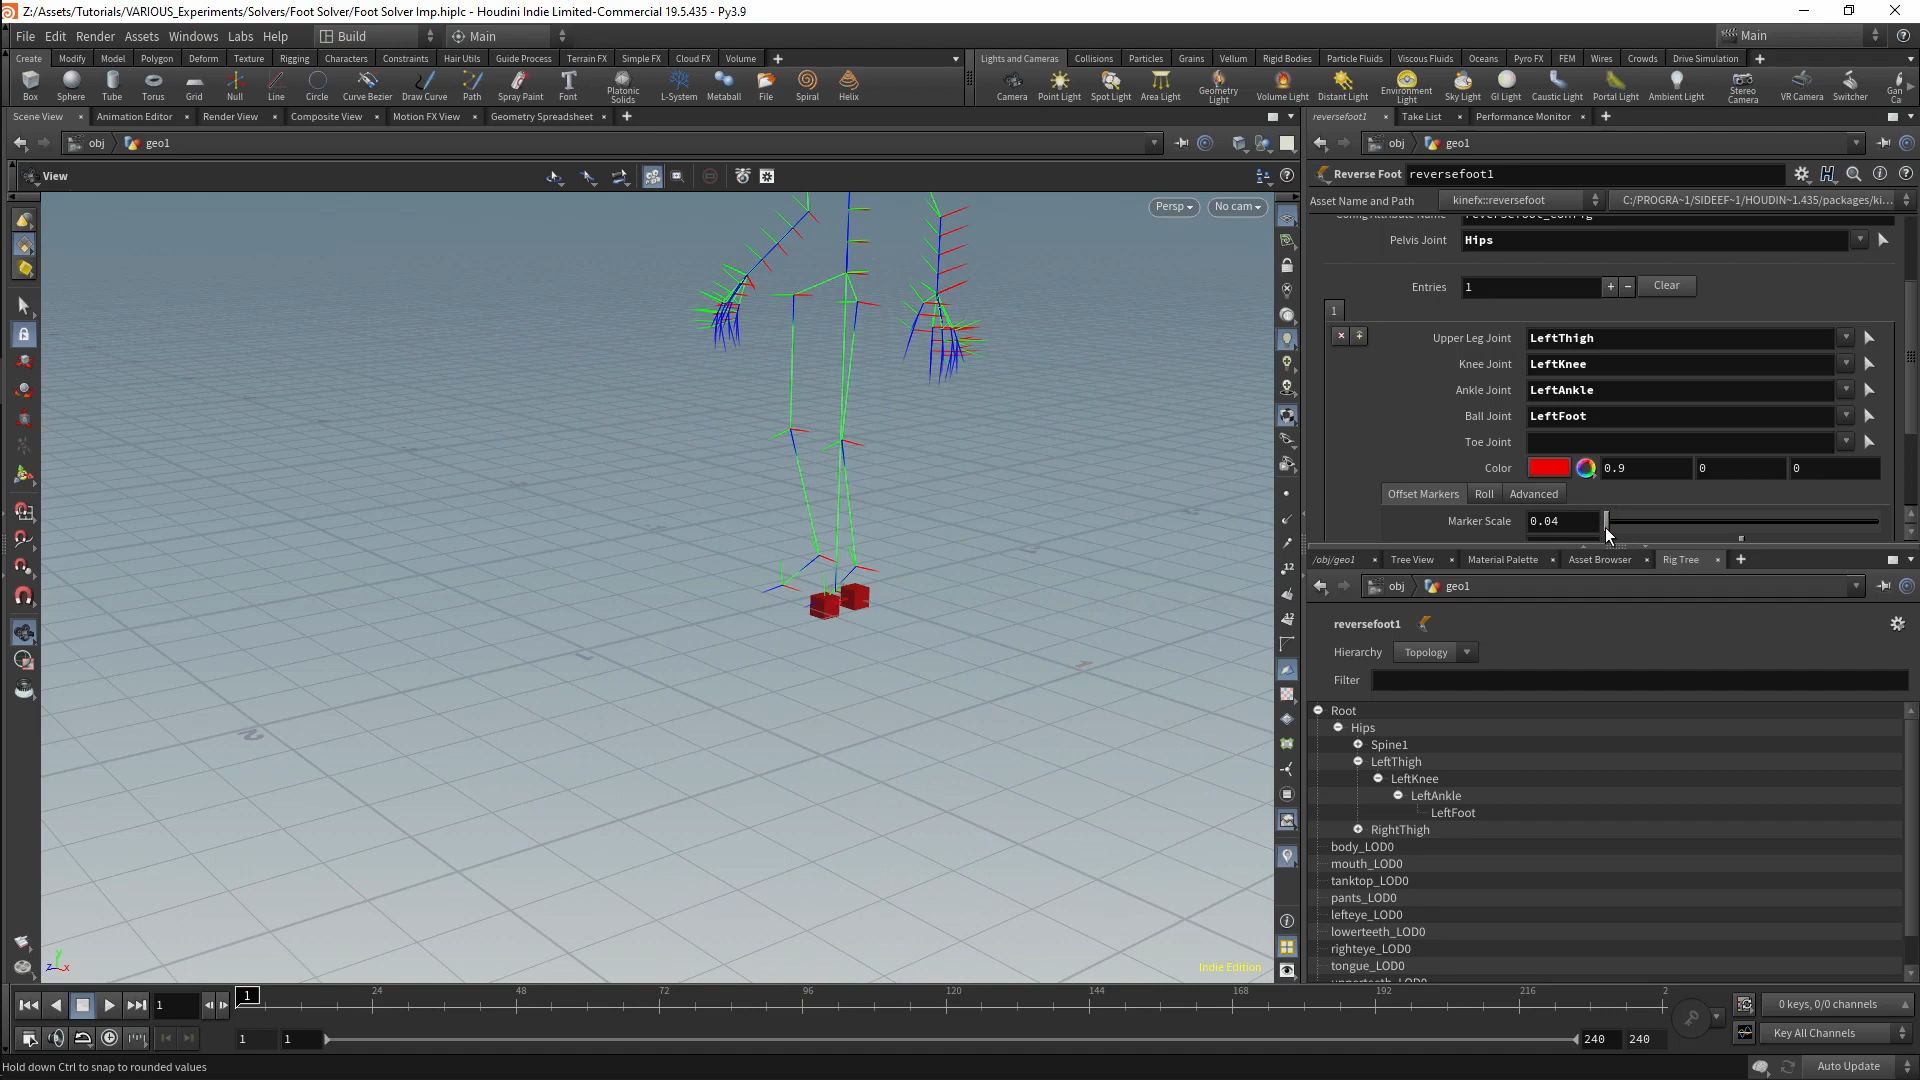 Z:/Assets/Tutorials/VARIOUS_Experiments/Solvers/Foot Solver/Foot Solver Imp.hiplc - Houdini Indie Limited-Commercial 19.5.435 - Py3.9
File Edit Render Assets Windows Labs Help Build Main Main
Create Modify Model Polygon Deform Texture Rigging Characters Constraints Hair Utils Guide Process Terrain FX Simple FX Cloud FX Volume
Lights and Cameras Collisions Particles Grains Vellum Rigid Bodies Particle Fluids Viscous Fluids Oceans Pyro FX FEM Wires Crowds Drive Simulation
Box Sphere Tube Torus Grid Null Line Circle Curve Bezier Draw Curve Path Spray Paint Font Platonic Solids L-System Metaball File Spiral Helix
Camera Point Light Spot Light Area Light Geometry Light Volume Light Distant Light Environment Light Sky Light GI Light Caustic Light Portal Light Ambient Light Stereo Camera VR Camera Switcher Gan Ca
Scene View Animation Editor Render View Composite View Motion FX View Geometry Spreadsheet
reversefoot1 Take List Performance Monitor
obj geo1
obj geo1
View
Reverse Foot reversefoot1
Asset Name and Path kinefx::reversefoot C:/PROGRA~1/SIDEEF~1/HOUDIN~1.435/packages/ki...
Persp No cam
Pelvis Joint Hips
Entries 1 + − Clear
1
Upper Leg Joint LeftThigh
Knee Joint LeftKnee
Ankle Joint LeftAnkle
Ball Joint LeftFoot
Toe Joint
Color 0.9 0 0
Offset Markers Roll Advanced
Marker Scale 0.04
/obj/geo1 Tree View Material Palette Asset Browser Rig Tree
obj geo1
reversefoot1
Hierarchy Topology
Filter
Root
Hips
Spine1
LeftThigh
LeftKnee
LeftAnkle
LeftFoot
RightThigh
body_LOD0
mouth_LOD0
tanktop_LOD0
pants_LOD0
lefteye_LOD0
lowerteeth_LOD0
righteye_LOD0
tongue_LOD0
12
12
z y x
Indie Edition
1 1 24 48 72 96 120 144 168 192 216 2
0 keys, 0/0 channels
1 1 240 240
Key All Channels
Hold down Ctrl to snap to rounded values
Auto Update